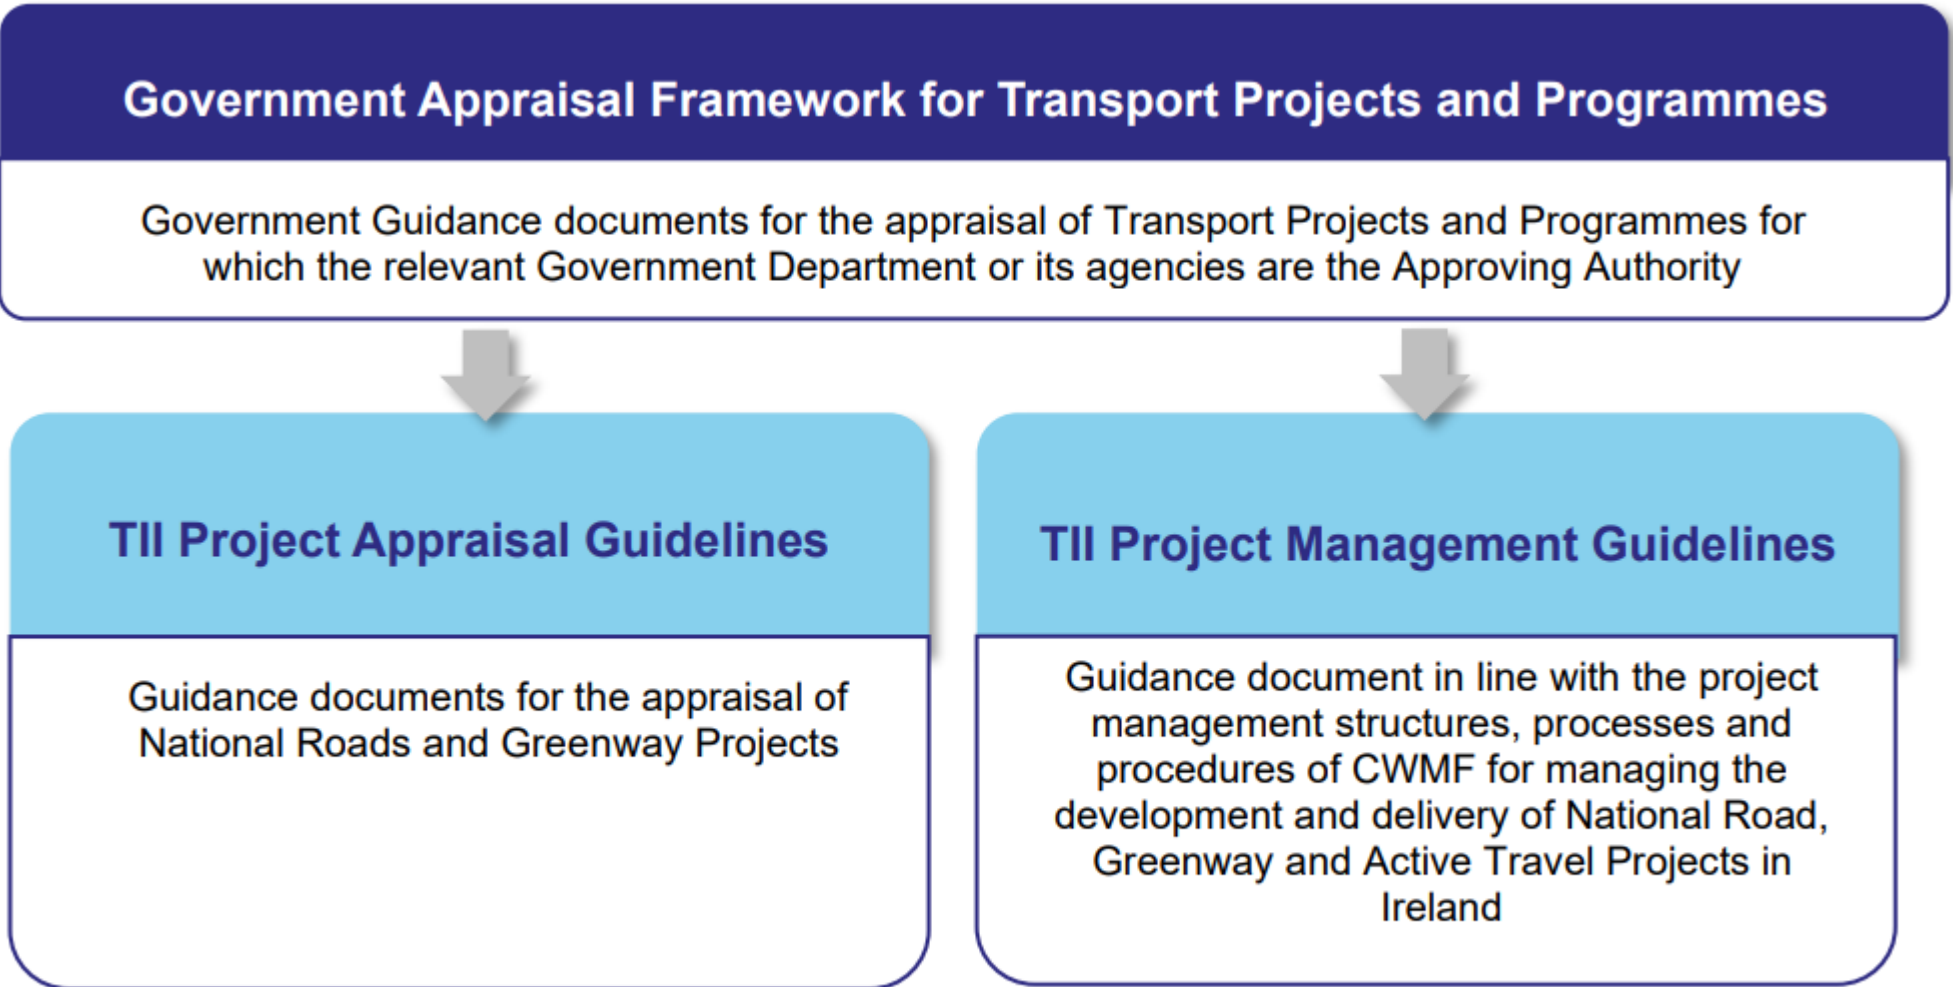 Government Appraisal Framework for Transport Projects and Programmes
Government Guidance documents for the appraisal of Transport Projects and Programmes for
which the relevant Government Department or its agencies are the Approving Authority
TII Project Appraisal Guidelines
Guidance documents for the appraisal of
National Roads and Greenway Projects
TII Project Management Guidelines
Guidance document in line with the project
management structures, processes and
procedures of CWMF for managing the
development and delivery of National Road,
Greenway and Active Travel Projects in
Ireland